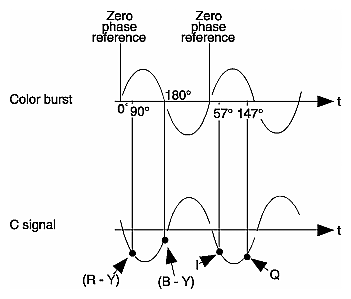 Zero
phase
reference
Zero
phase
reference
Color burst
0° 90° 180° 57° 147° t
C signal
t
(R - Y) (B - Y) I Q